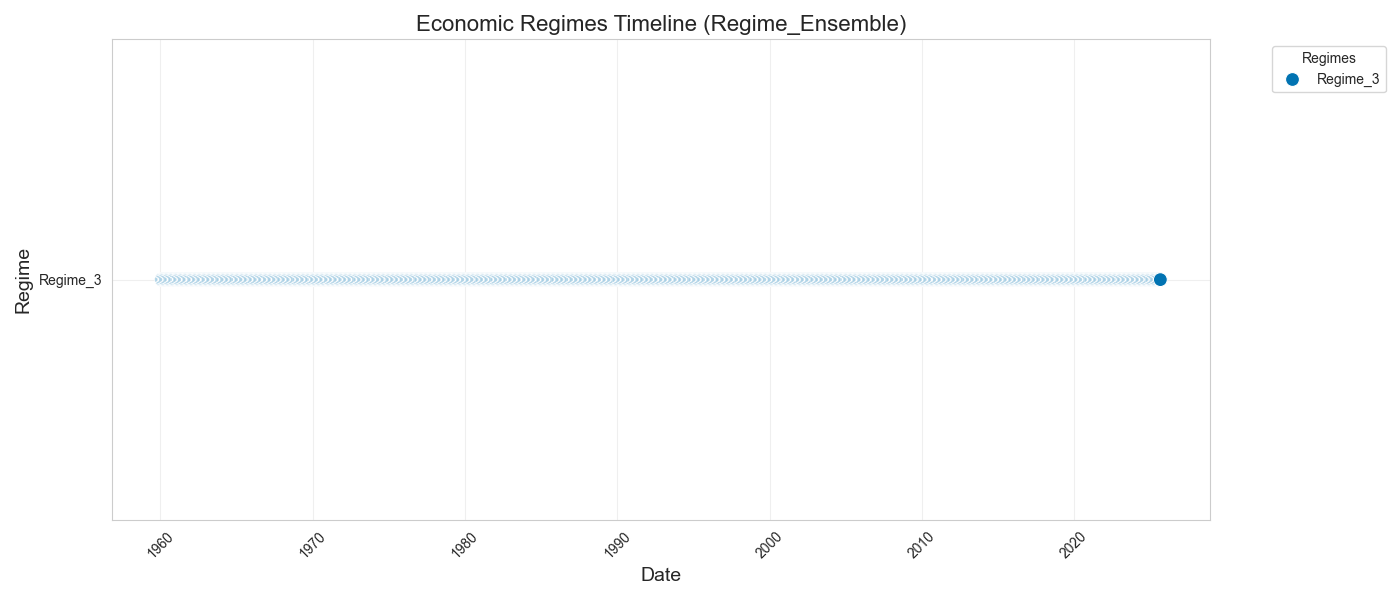 Economic Regimes Timeline (Regime_Ensemble)
Regimes
Regime_3
Regime
Regime_3
1960
1970
1980
1990
2000
2010
2020
Date